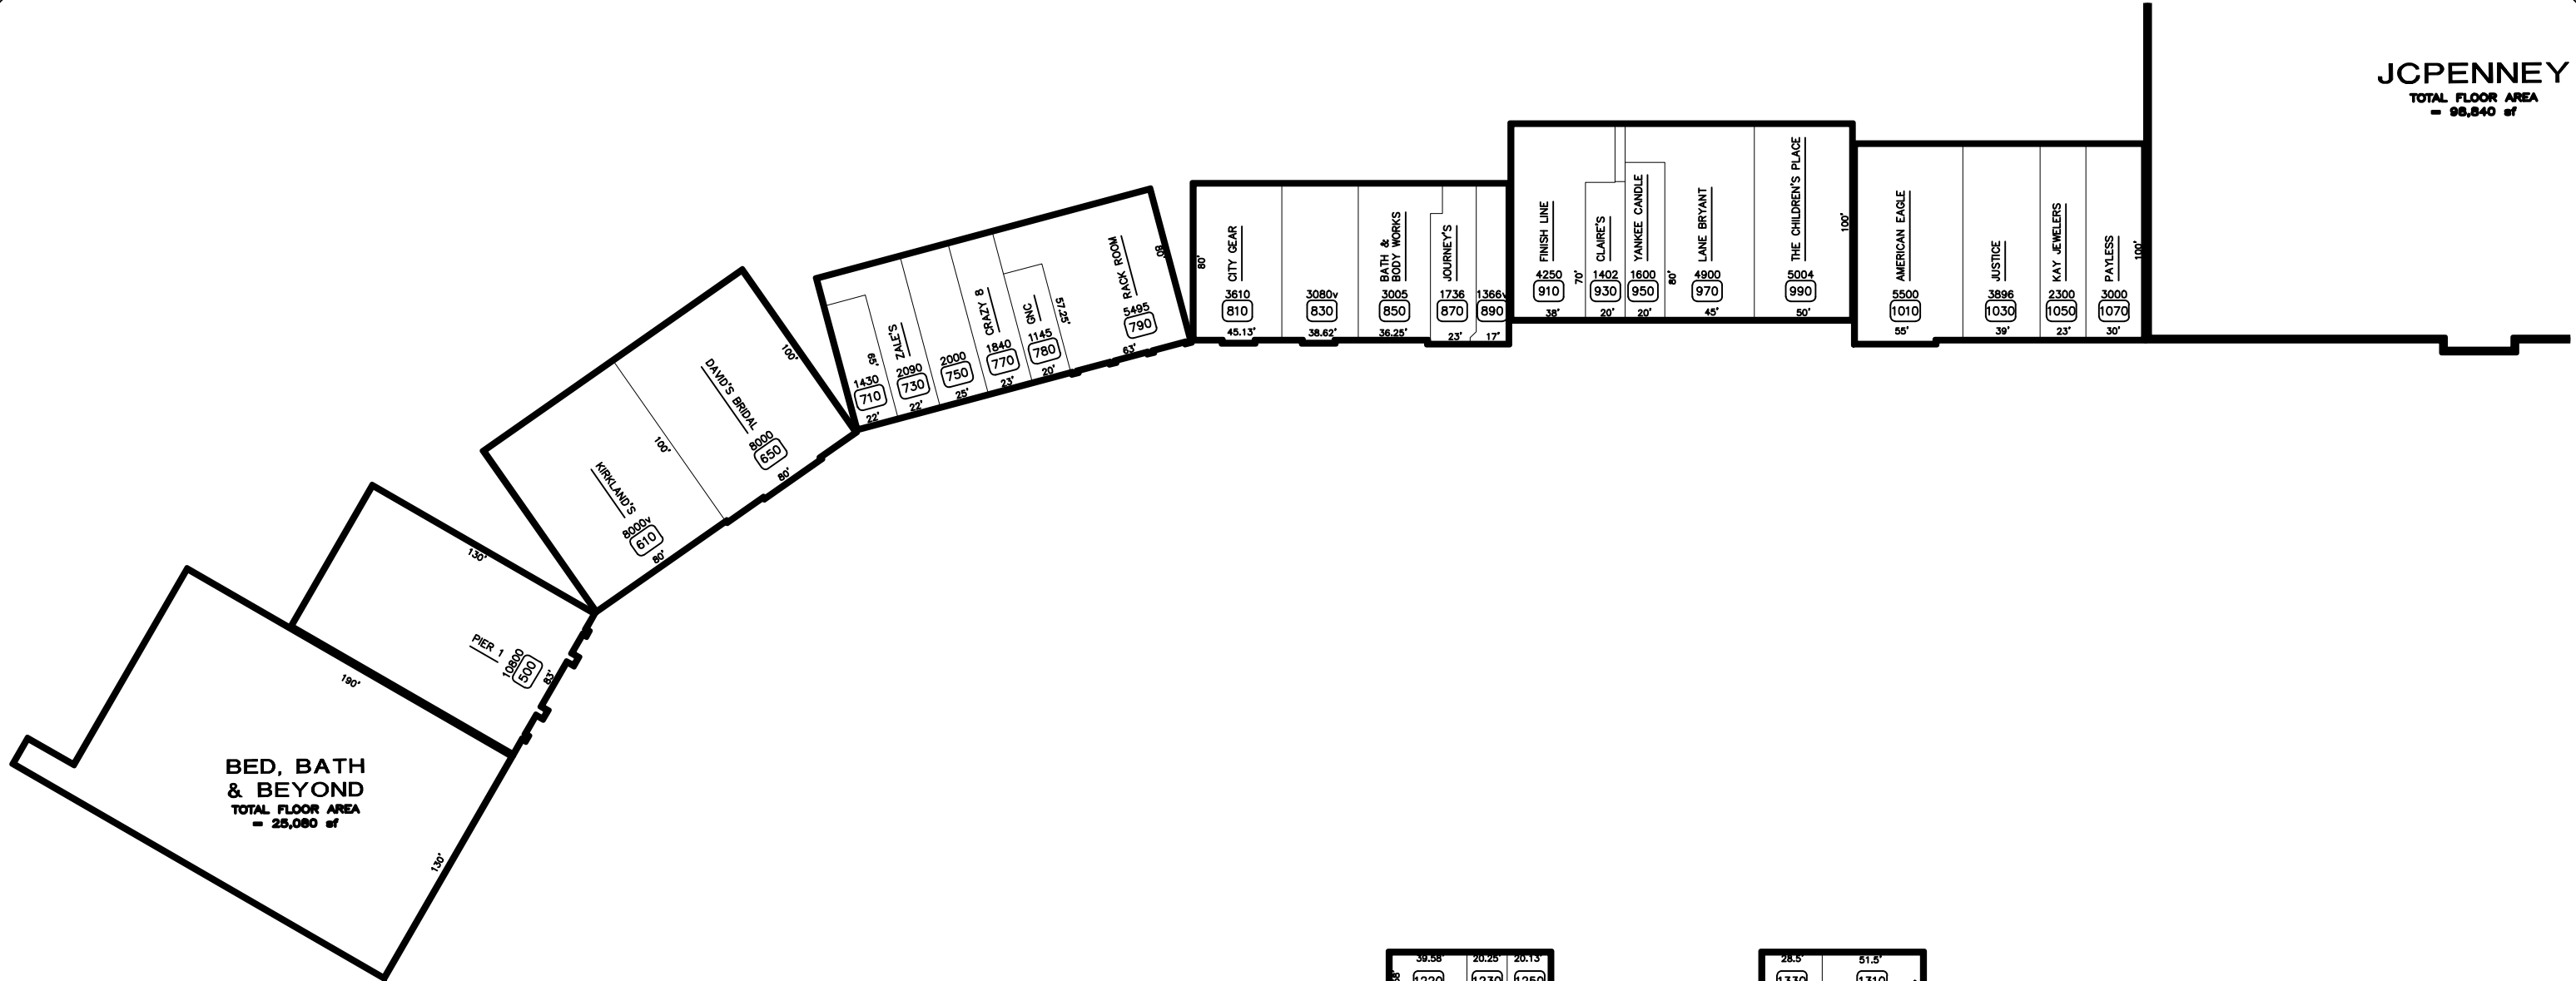 JCPENNEY
TOTAL FLOOR AREA
= 98,840 sf
BED, BATH
& BEYOND
TOTAL FLOOR AREA
= 25,080 sf
130'
190'
PIER 1
10800
500
83'
130'
KIRKLAND'S
8000v
610
80'
100'
DAVID'S BRIDAL
8000
650
80'
100'
1430
710
22'
65'
ZALE'S
2090
730
22'
2000
750
25'
CRAZY 8
1840
770
23'
GNC
1145
780
20'
57.25'
RACK ROOM
5495
790
63'
80'
80'
CITY GEAR
3610
810
45.13'
3080v
830
38.62'
BATH &
BODY WORKS
3005
850
36.25'
JOURNEY'S
1736
870
23'
1366v
890
17'
FINISH LINE
4250
910
38'
70'
CLAIRE'S
1402
930
20'
YANKEE CANDLE
1600
950
20'
80'
LANE BRYANT
4900
970
45'
THE CHILDREN'S PLACE
5004
990
50'
100'
AMERICAN EAGLE
5500
1010
55'
JUSTICE
3896
1030
39'
KAY JEWELERS
2300
1050
23'
PAYLESS
3000
1070
30'
100'
39.58'
20.25'
20.13'
1220
1230
1250
28.5'
51.5'
1330
1310